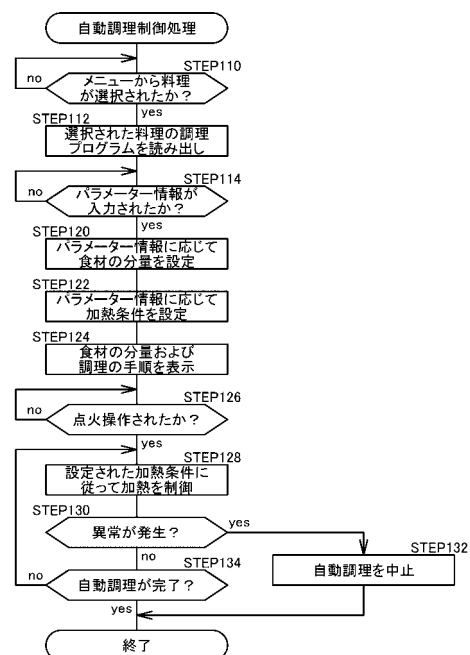 自動調理制御処理
STEP110
no
メニューから料理
が選択されたか？
yes
STEP112
選択された料理の調理
プログラムを読み出し
STEP114
no
パラメーター情報が
入力されたか？
yes
STEP120
パラメーター情報に応じて
食材の分量を設定
STEP122
パラメーター情報に応じて
加熱条件を設定
STEP124
食材の分量および
調理の手順を表示
STEP126
no
点火操作されたか？
yes
STEP128
設定された加熱条件に
従って加熱を制御
STEP130
異常が発生？
yes
no
STEP132
自動調理を中止
STEP134
no
自動調理が完了？
yes
終了